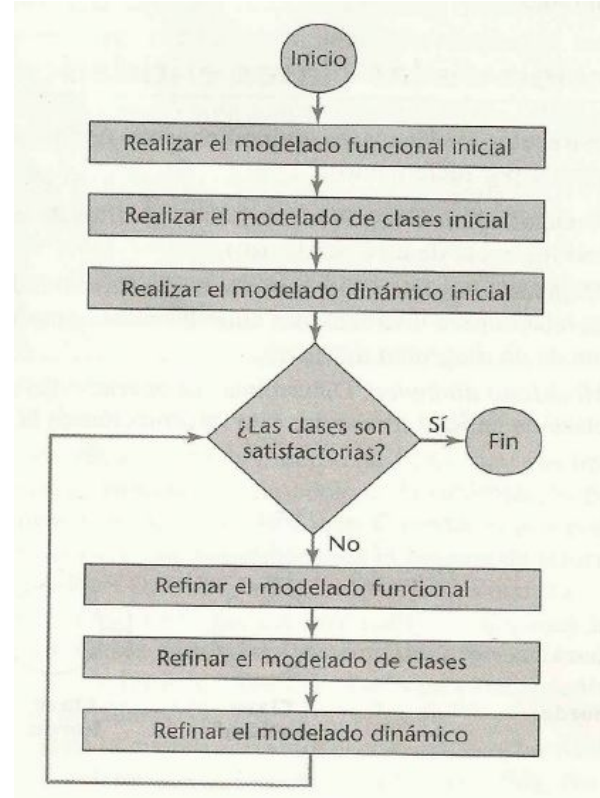 Inicio
Realizar el modelado funcional inicial
Realizar el modelado de clases inicial
Realizar el modelado dinámico inicial
¿Las clases son
satisfactorias?
Sí
Fin
No
Refinar el modelado funcional
Refinar el modelado de clases
Refinar el modelado dinámico